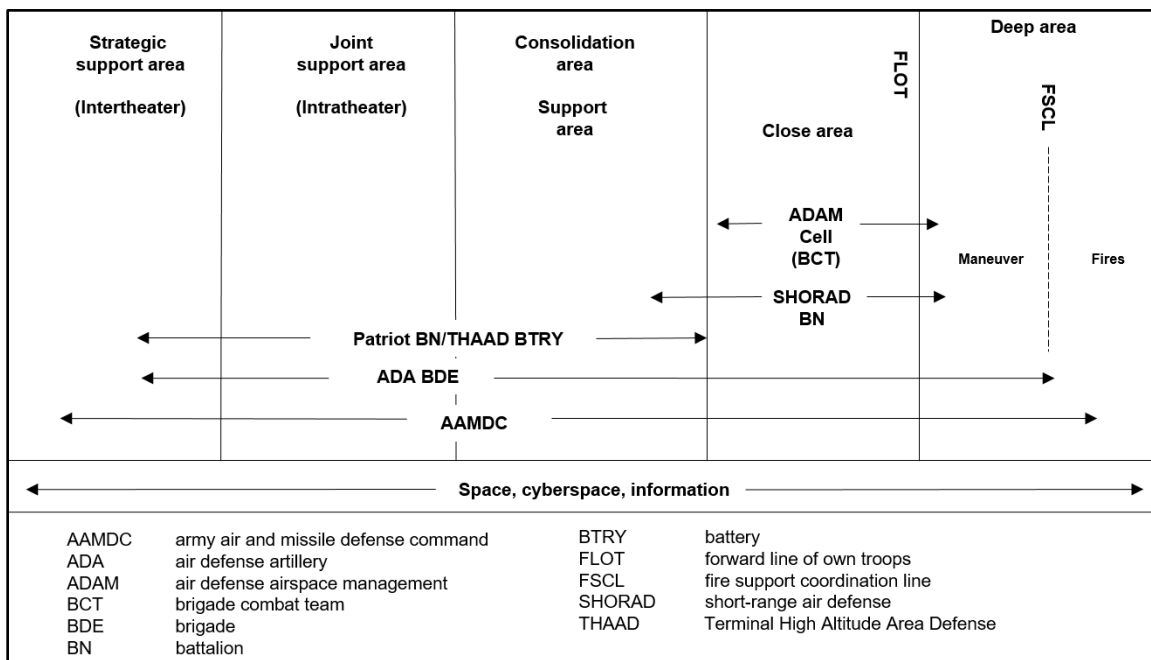 Strategic
support area
(Intertheater)
Joint
support area
(Intratheater)
Consolidation
area
Support
area
Close area
FLOT
Deep area
FSCL
ADAM
Cell
(BCT)
Maneuver
Fires
SHORAD
BN
Patriot BN/THAAD BTRY
ADA BDE
AAMDC
Space, cyberspace, information
AAMDC army air and missile defense command
ADA air defense artillery
ADAM air defense airspace management
BCT brigade combat team
BDE brigade
BN battalion
BTRY battery
FLOT forward line of own troops
FSCL fire support coordination line
SHORAD short-range air defense
THAAD Terminal High Altitude Area Defense